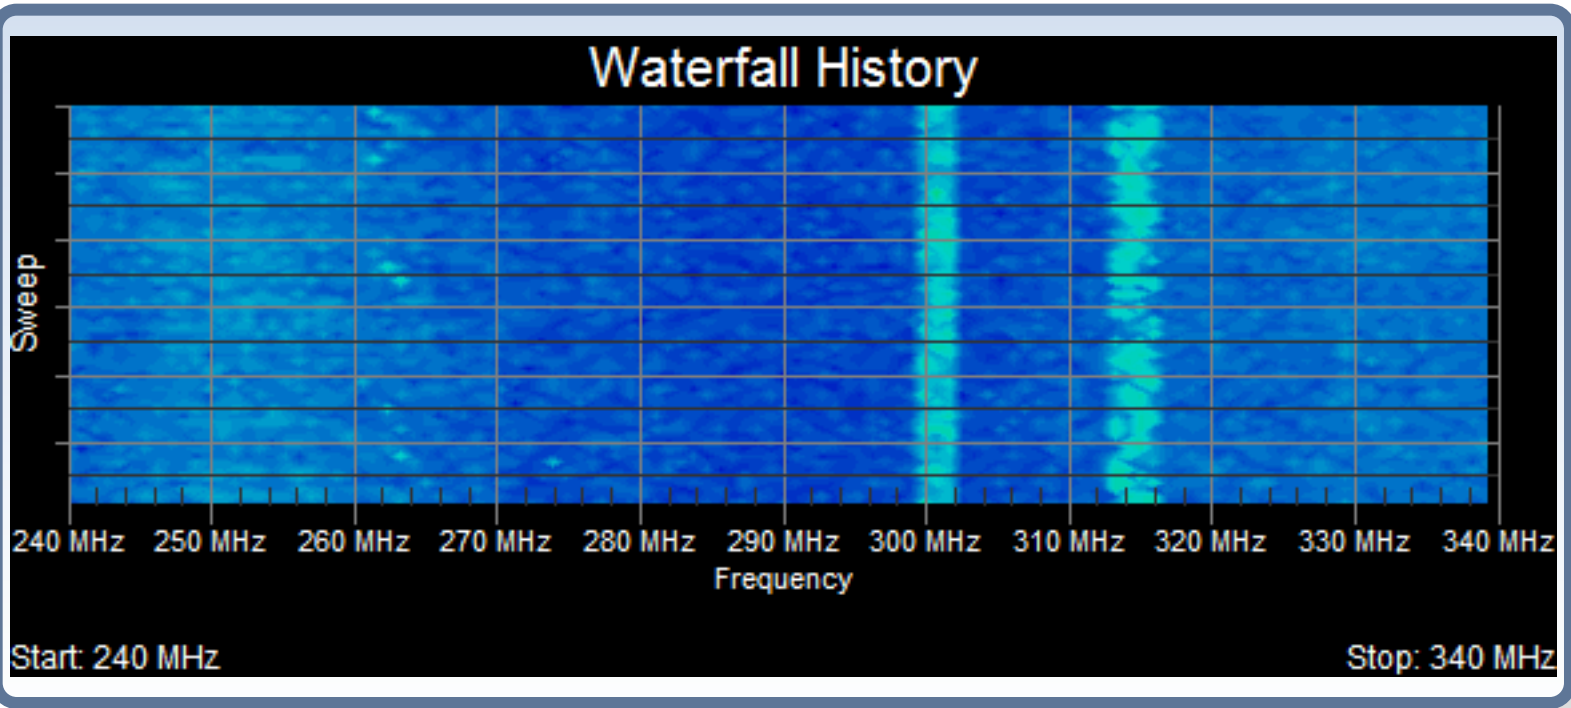 Waterfall History
Sweep
240 MHz 250 MHz 260 MHz 270 MHz 280 MHz 290 MHz 300 MHz 310 MHz 320 MHz 330 MHz 340 MHz
Frequency
Start: 240 MHz Stop: 340 MHz